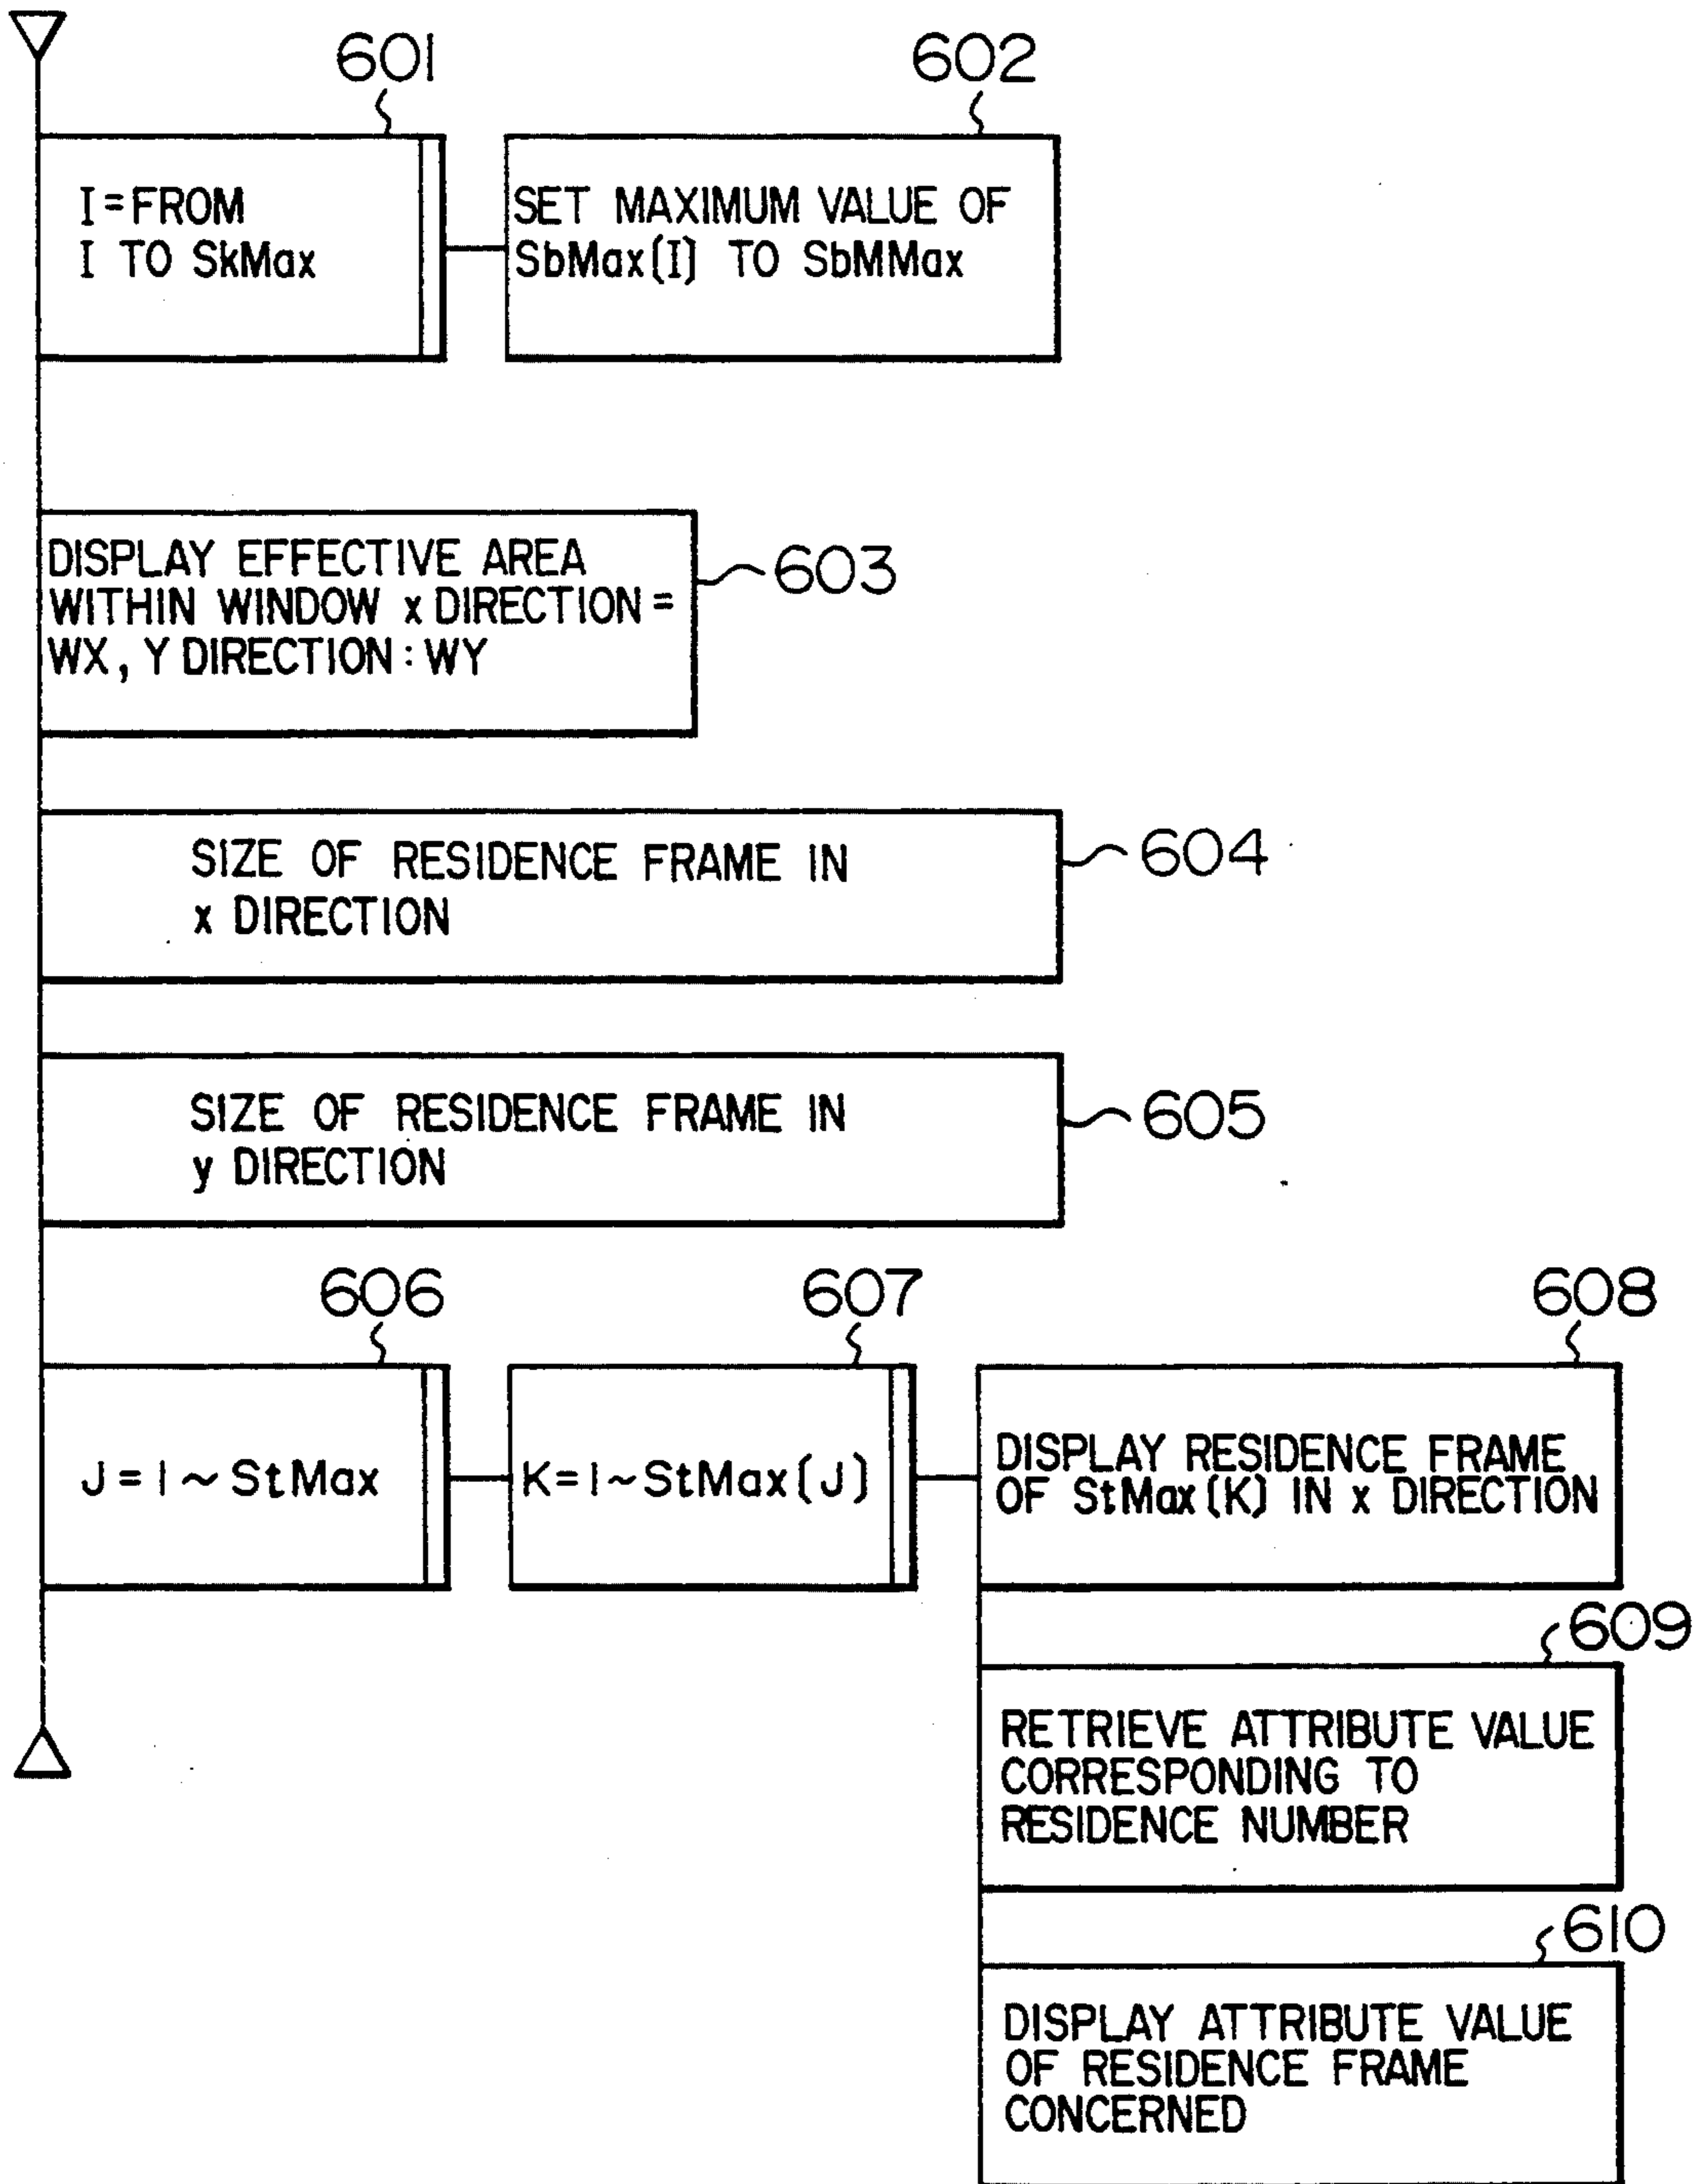 601
602
I=FROM
I TO SkMax
SET MAXIMUM VALUE OF
SbMax(I) TO SbMMax
DISPLAY EFFECTIVE AREA
WITHIN WINDOW x DIRECTION =
WX, Y DIRECTION : WY
603
SIZE OF RESIDENCE FRAME IN
x DIRECTION
604
SIZE OF RESIDENCE FRAME IN
y DIRECTION
605
606
607
608
J = 1 ~ StMax
K=1~StMax(J)
DISPLAY RESIDENCE FRAME
OF StMax(K) IN x DIRECTION
609
RETRIEVE ATTRIBUTE VALUE
CORRESPONDING TO
RESIDENCE NUMBER
610
DISPLAY ATTRIBUTE VALUE
OF RESIDENCE FRAME
CONCERNED